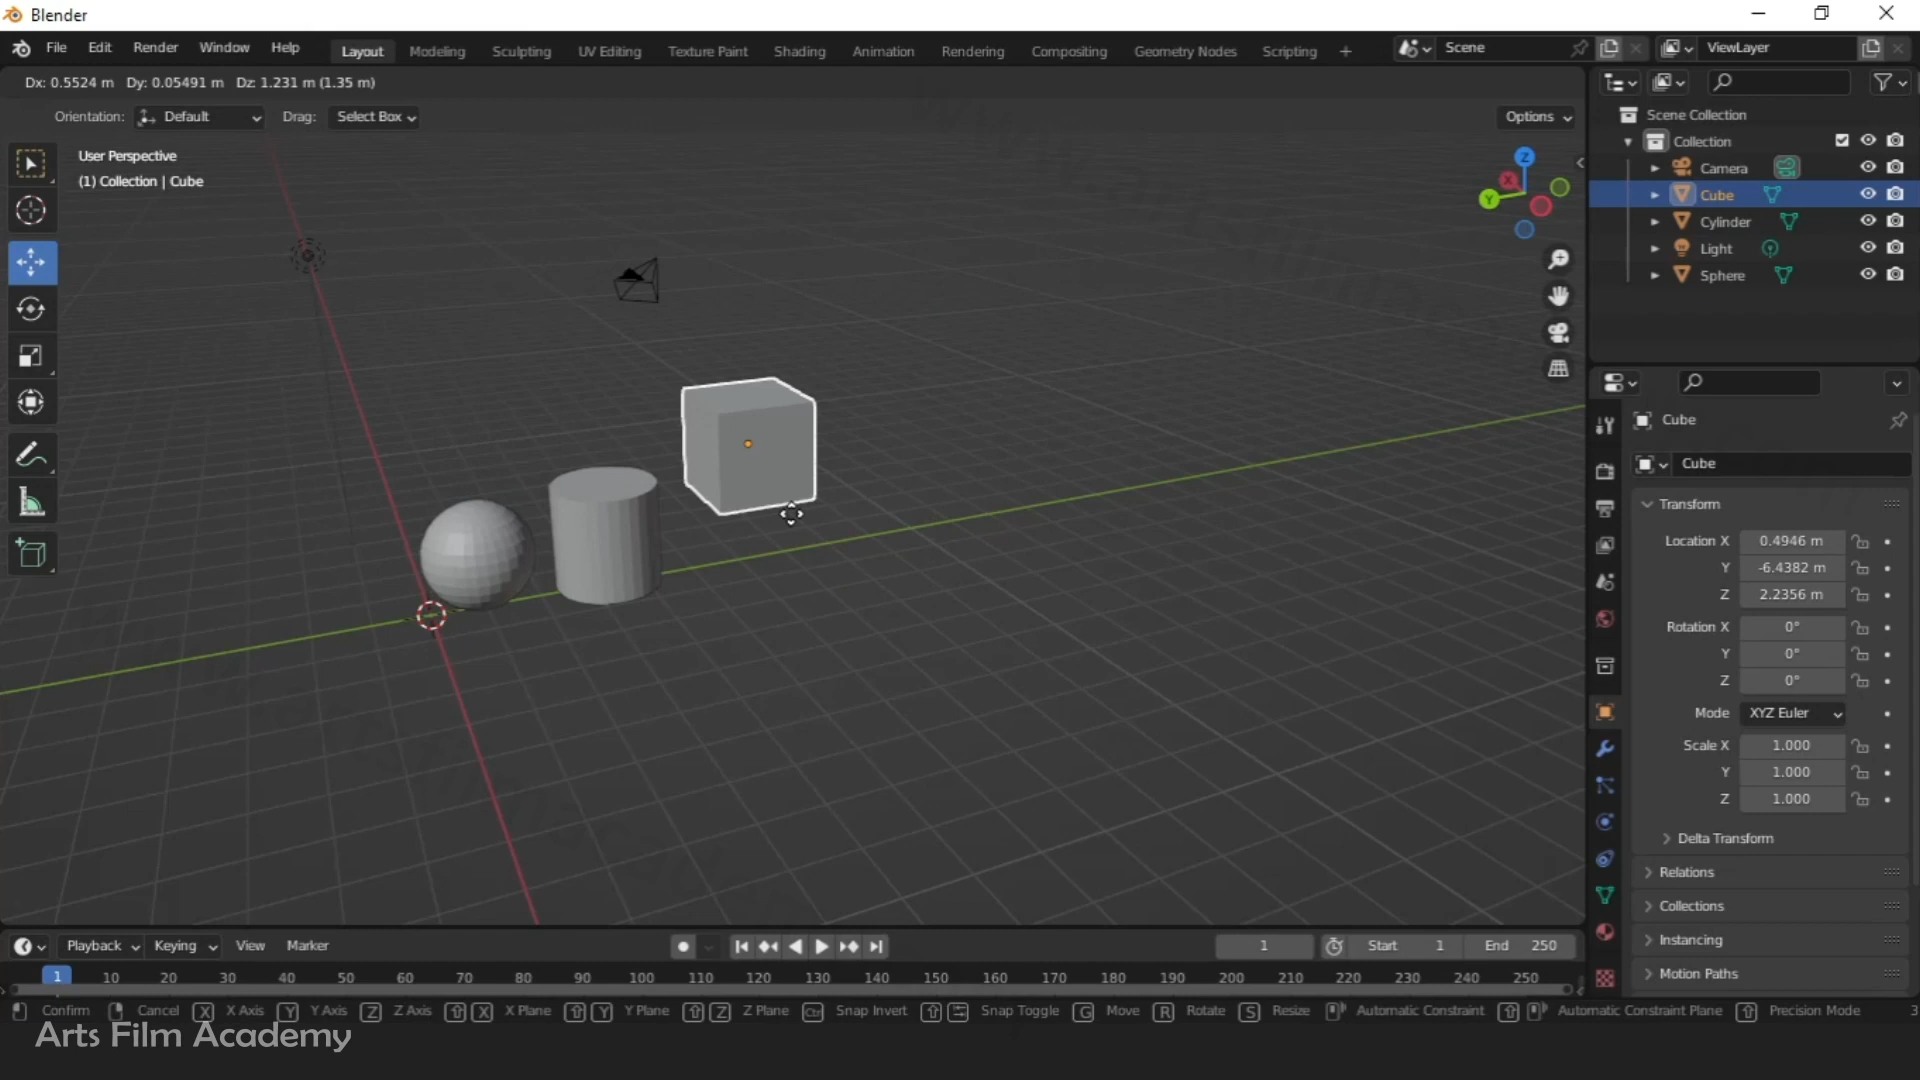 Blender
File Edit Render Window Help Layout Modeling Sculpting UV Editing Texture Paint Shading Animation Rendering Compositing Geometry Nodes Scripting + Scene ViewLayer
Dx: 0.5524 m Dy: 0.05491 m Dz: 1.231 m (1.35 m)
Orientation: Default Drag: Select Box Options
User Perspective
(1) Collection | Cube
Z
X
Y
Scene Collection
Collection
Camera
Cube
Cylinder
Light
Sphere
Cube
Cube
Transform
Location X 0.4946 m
Y -6.4382 m
Z 2.2356 m
Rotation X 0°
Y 0°
Z 0°
Mode XYZ Euler
Scale X 1.000
Y 1.000
Z 1.000
Delta Transform
Relations
Collections
Instancing
Motion Paths
Playback Keying View Marker 1 Start 1 End 250
1 10 20 30 40 50 60 70 80 90 100 110 120 130 140 150 160 170 180 190 200 210 220 230 240 250
Confirm Cancel X X Axis Y Y Axis Z Z Axis X X Plane Y Y Plane Z Z Plane Ctrl Snap Invert Snap Toggle G Move R Rotate S Resize Automatic Constraint Automatic Constraint Plane Precision Mode 3
Arts Film Academy